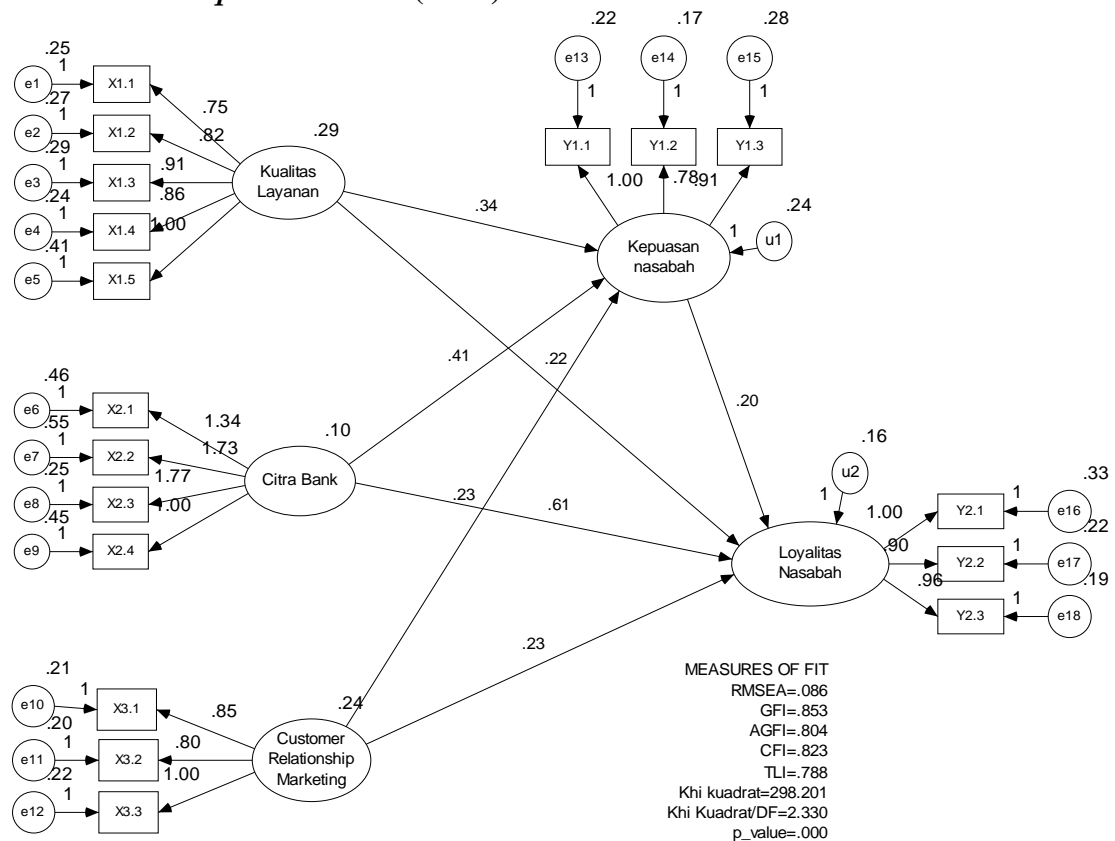 .25
1
e1
X1.1
.75
.27
1
e2
X1.2
.82
.29
1
e3
X1.3
.91
.24
1
e4
X1.4
.86
.41
1
e5
X1.5
1.00
.29
Kualitas
Layanan
.22
.17
.28
e13
e14
e15
1
1
1
Y1.1
Y1.2
Y1.3
1.00
.78
.91
.24
1
u1
Kepuasan
nasabah
.34
.41
.22
.20
.46
1
e6
X2.1
1.34
.55
1
e7
X2.2
1.73
.25
1
e8
X2.3
1.77
.45
1
e9
X2.4
1.00
.10
Citra Bank
.23
.61
.16
u2
1
Loyalitas
Nasabah
1.00
Y2.1
1
.33
e16
.90
Y2.2
1
.22
e17
.96
Y2.3
1
.19
e18
.23
.21
1
e10
X3.1
.85
.20
1
e11
X3.2
.80
.22
1
e12
X3.3
1.00
.24
Customer
Relationship
Marketing
MEASURES OF FIT
RMSEA=.086
GFI=.853
AGFI=.804
CFI=.823
TLI=.788
Khi kuadrat=298.201
Khi Kuadrat/DF=2.330
p_value=.000